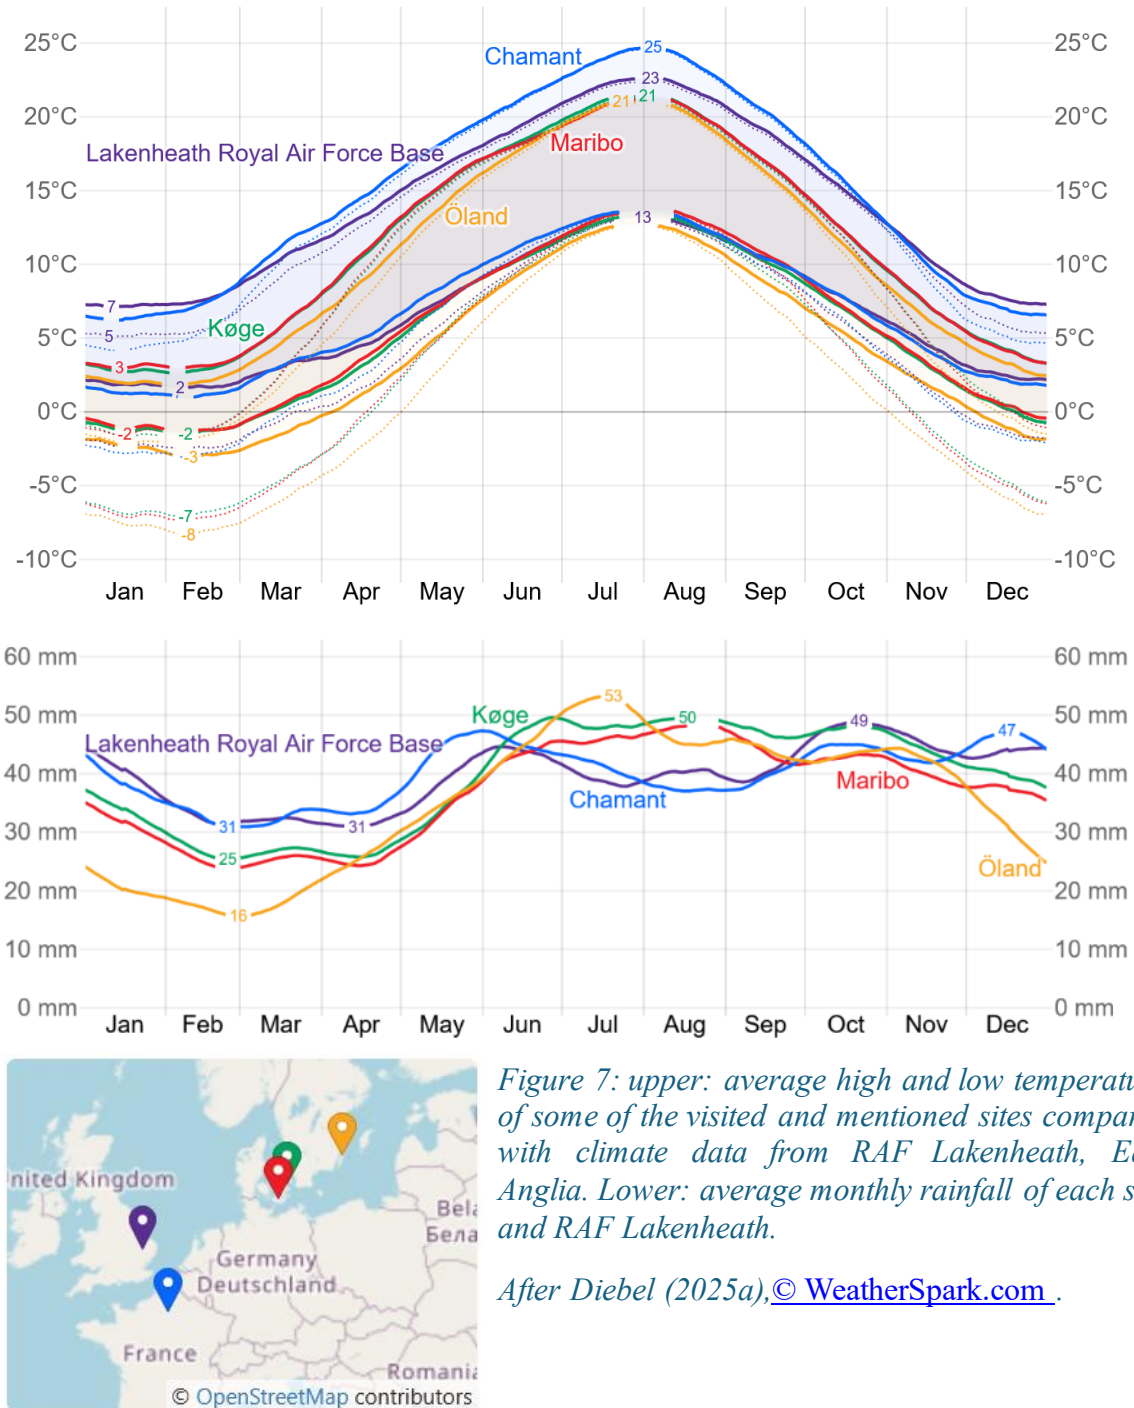 25°C 25°C
Chamant 25
23
20°C 21 21 20°C
Lakenheath Royal Air Force Base Maribo
15°C 15°C
Öland 13
10°C 10°C
7
5 Køge
5°C 5°C
3
2
0°C 0°C
-2 -2
-3
-5°C -5°C
-7
-8
-10°C -10°C
Jan Feb Mar Apr May Jun Jul Aug Sep Oct Nov Dec
60 mm 60 mm
53
50 mm Køge 50 49 50 mm
47
Lakenheath Royal Air Force Base
40 mm Chamant Maribo 40 mm
31 31
30 mm 30 mm
25
Öland
20 mm 20 mm
16
10 mm 10 mm
0 mm 0 mm
Jan Feb Mar Apr May Jun Jul Aug Sep Oct Nov Dec
nited Kingdom
Bela
Белa
Germany
Deutschland
France
Romania
© OpenStreetMap contributors
Figure 7: upper: average high and low temperatu
of some of the visited and mentioned sites compar
with climate data from RAF Lakenheath, Ea
Anglia. Lower: average monthly rainfall of each s
and RAF Lakenheath.
After Diebel (2025a),© WeatherSpark.com .